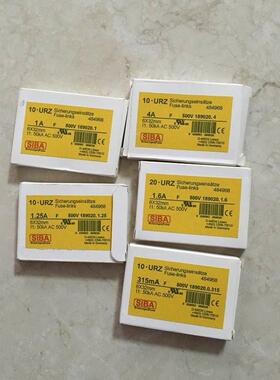 10·URZ Sicherungseinsätze
Fuse-links 484968
1A F 500V 189020.1
6X32mm
I1: 50kA AC 500V
SIBA
10·URZ Sicherungseinsätze
Fuse-links 484968
4A F 500V 189020.4
6X32mm
I1: 50kA AC 500V
SIBA
10·URZ Sicherungseinsätze
Fuse-links 484968
1.25A F 500V 189020.1.25
6X32mm
I1: 50kA AC 500V
SIBA
20·URZ Sicherungseinsätze
Fuse-links 484968
1.6A F 500V 189020.1.6
6X32mm
I1: 50kA AC 500V
SIBA
10·URZ Sicherungseinsätze
Fuse-links 484968
315mA F 500V 189020.0.315
6X32mm
I1: 50kA AC 500V
SIBA